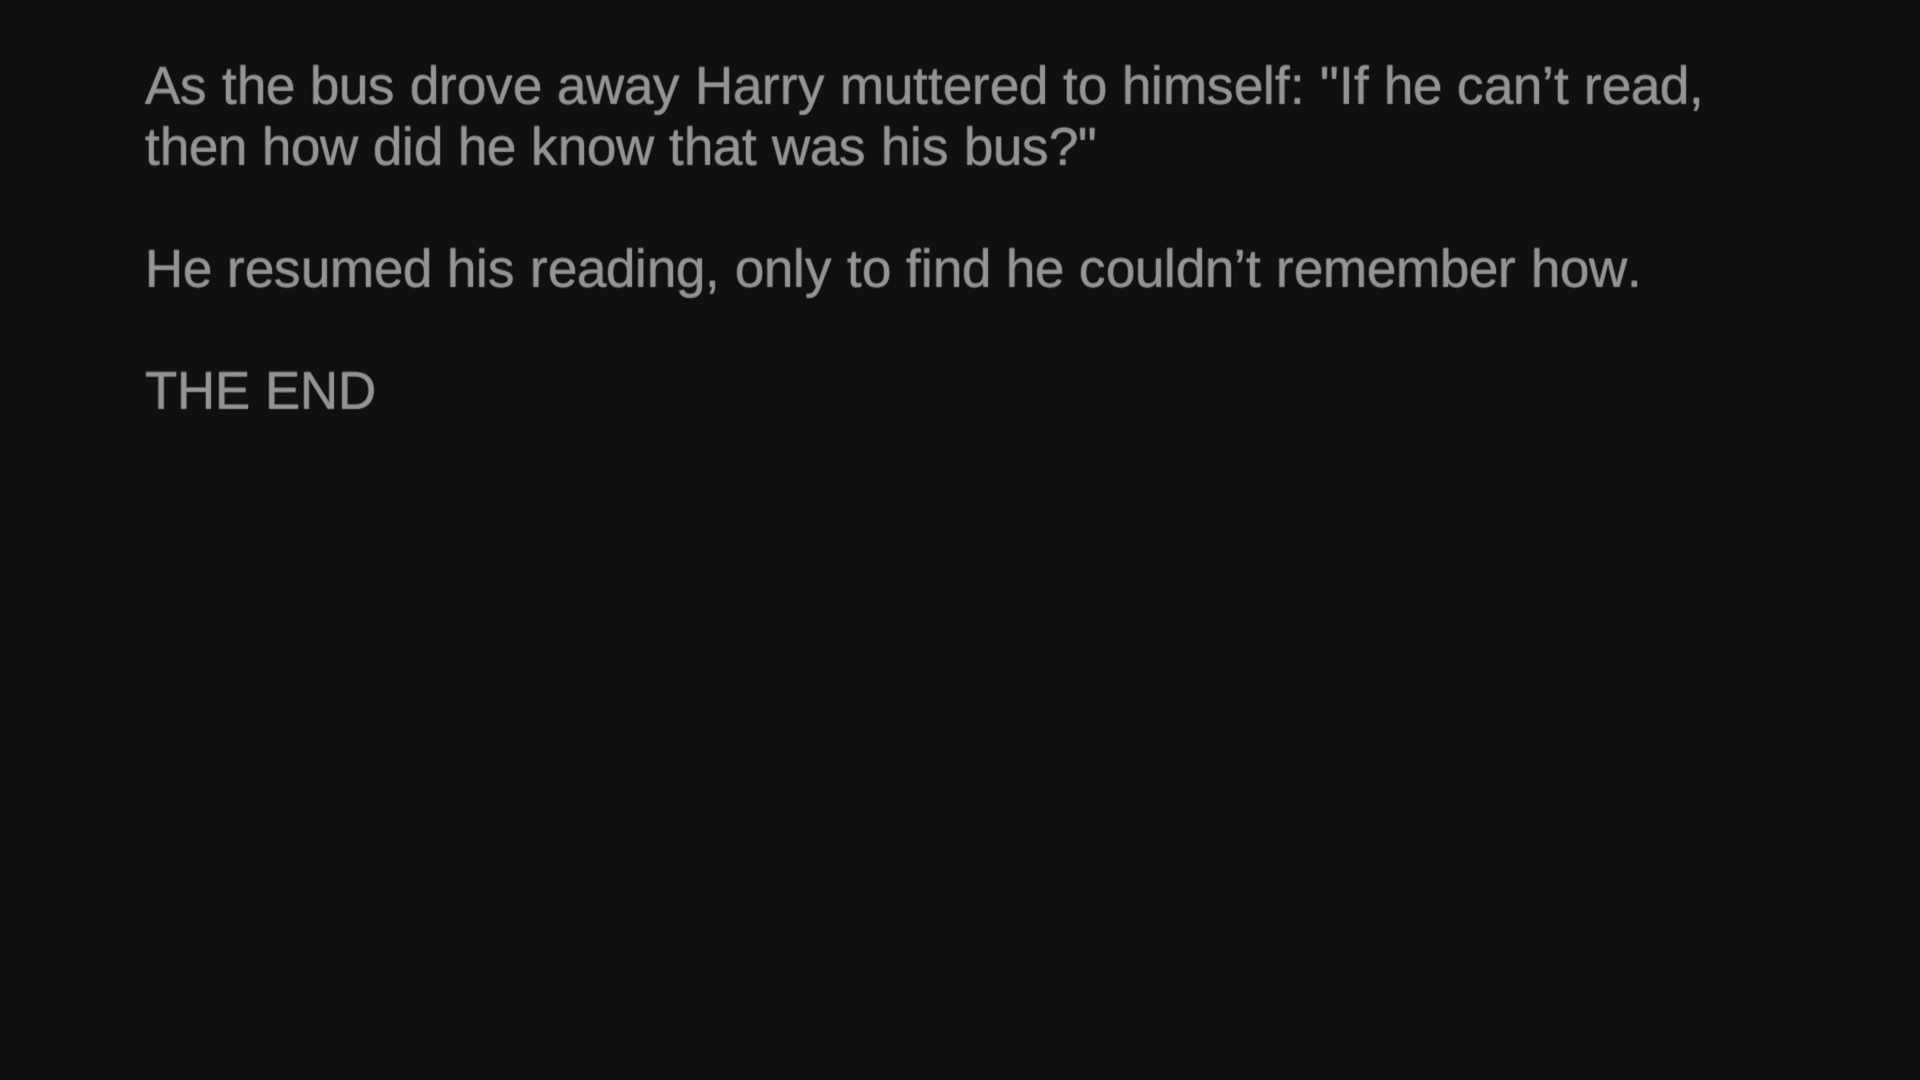 As the bus drove away Harry muttered to himself: "If he can’t read,
then how did he know that was his bus?"
He resumed his reading, only to find he couldn’t remember how.
THE END